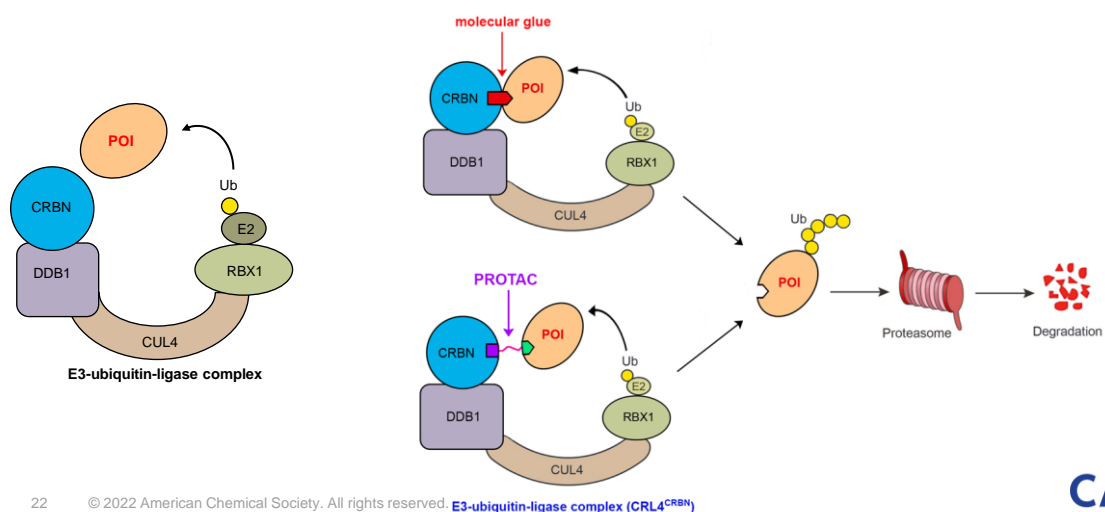 POI
Ub
CRBN
E2
DDB1
RBX1
CUL4
E3-ubiquitin-ligase complex
molecular glue
CRBN
POI
Ub
E2
DDB1
RBX1
CUL4
PROTAC
CRBN
POI
Ub
E2
DDB1
RBX1
CUL4
E3-ubiquitin-ligase complex (CRL4CRBN)
Ub
POI
Proteasome
Degradation
22 © 2022 American Chemical Society. All rights reserved.